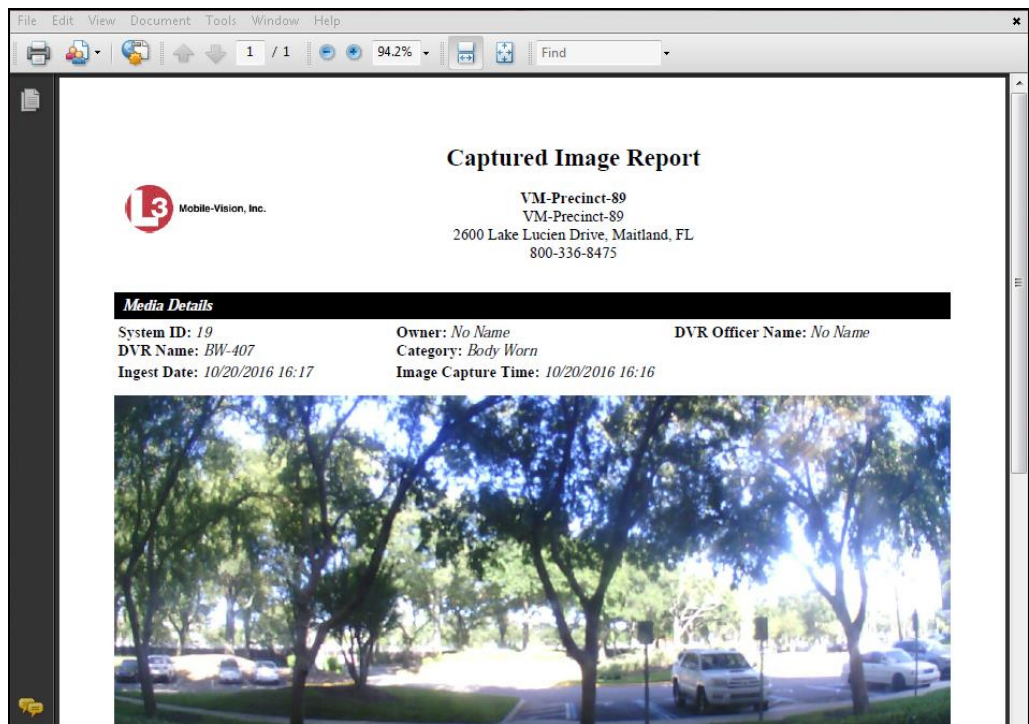 File Edit View Document Tools Window Help
1 / 1 94.2% Find
Captured Image Report
L3 Mobile-Vision, Inc.
VM-Precinct-89
VM-Precinct-89
2600 Lake Lucien Drive, Maitland, FL
800-336-8475
Media Details
System ID: 19 Owner: No Name DVR Officer Name: No Name
DVR Name: BW-407 Category: Body Worn
Ingest Date: 10/20/2016 16:17 Image Capture Time: 10/20/2016 16:16